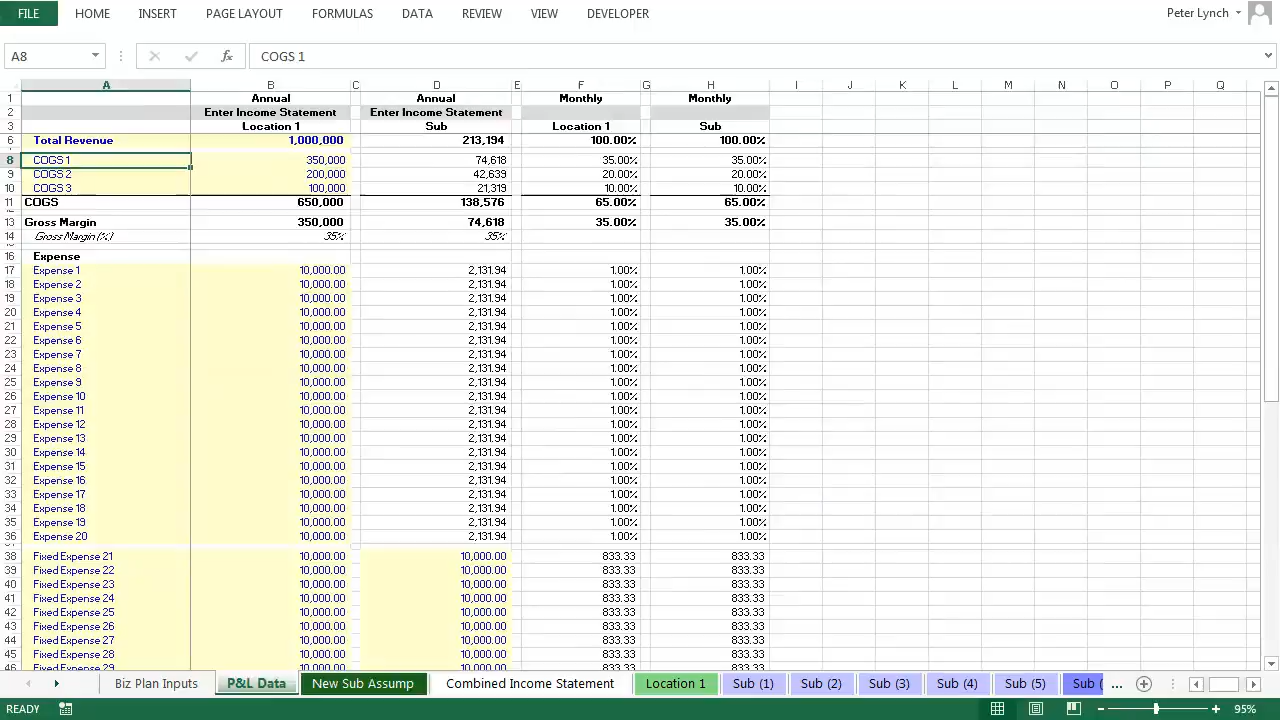 FILE HOME INSERT PAGE LAYOUT FORMULAS DATA REVIEW VIEW DEVELOPER Peter Lynch
A8 fx COGS 1
A B C D E F G H I J K L M N O P Q
1 Annual Annual Monthly Monthly
2 Enter Income Statement Enter Income Statement
3 Location 1 Sub Location 1 Sub
6 Total Revenue 1,000,000 213,194 100.00% 100.00%
8 COGS 1 350,000 74,618 35.00% 35.00%
9 COGS 2 200,000 42,639 20.00% 20.00%
10 COGS 3 100,000 21,319 10.00% 10.00%
11 COGS 650,000 138,576 65.00% 65.00%
13 Gross Margin 350,000 74,618 35.00% 35.00%
14 Gross Margin (%) 35% 35%
16 Expense
17 Expense 1 10,000.00 2,131.94 1.00% 1.00%
18 Expense 2 10,000.00 2,131.94 1.00% 1.00%
19 Expense 3 10,000.00 2,131.94 1.00% 1.00%
20 Expense 4 10,000.00 2,131.94 1.00% 1.00%
21 Expense 5 10,000.00 2,131.94 1.00% 1.00%
22 Expense 6 10,000.00 2,131.94 1.00% 1.00%
23 Expense 7 10,000.00 2,131.94 1.00% 1.00%
24 Expense 8 10,000.00 2,131.94 1.00% 1.00%
25 Expense 9 10,000.00 2,131.94 1.00% 1.00%
26 Expense 10 10,000.00 2,131.94 1.00% 1.00%
27 Expense 11 10,000.00 2,131.94 1.00% 1.00%
28 Expense 12 10,000.00 2,131.94 1.00% 1.00%
29 Expense 13 10,000.00 2,131.94 1.00% 1.00%
30 Expense 14 10,000.00 2,131.94 1.00% 1.00%
31 Expense 15 10,000.00 2,131.94 1.00% 1.00%
32 Expense 16 10,000.00 2,131.94 1.00% 1.00%
33 Expense 17 10,000.00 2,131.94 1.00% 1.00%
34 Expense 18 10,000.00 2,131.94 1.00% 1.00%
35 Expense 19 10,000.00 2,131.94 1.00% 1.00%
36 Expense 20 10,000.00 2,131.94 1.00% 1.00%
38 Fixed Expense 21 10,000.00 10,000.00 833.33 833.33
39 Fixed Expense 22 10,000.00 10,000.00 833.33 833.33
40 Fixed Expense 23 10,000.00 10,000.00 833.33 833.33
41 Fixed Expense 24 10,000.00 10,000.00 833.33 833.33
42 Fixed Expense 25 10,000.00 10,000.00 833.33 833.33
43 Fixed Expense 26 10,000.00 10,000.00 833.33 833.33
44 Fixed Expense 27 10,000.00 10,000.00 833.33 833.33
45 Fixed Expense 28 10,000.00 10,000.00 833.33 833.33
46 Fixed Expense 29 10,000.00 10,000.00 833.33 833.33
Biz Plan Inputs P&L Data New Sub Assump Combined Income Statement Location 1 Sub (1) Sub (2) Sub (3) Sub (4) Sub (5) Sub ( ...
READY 95%